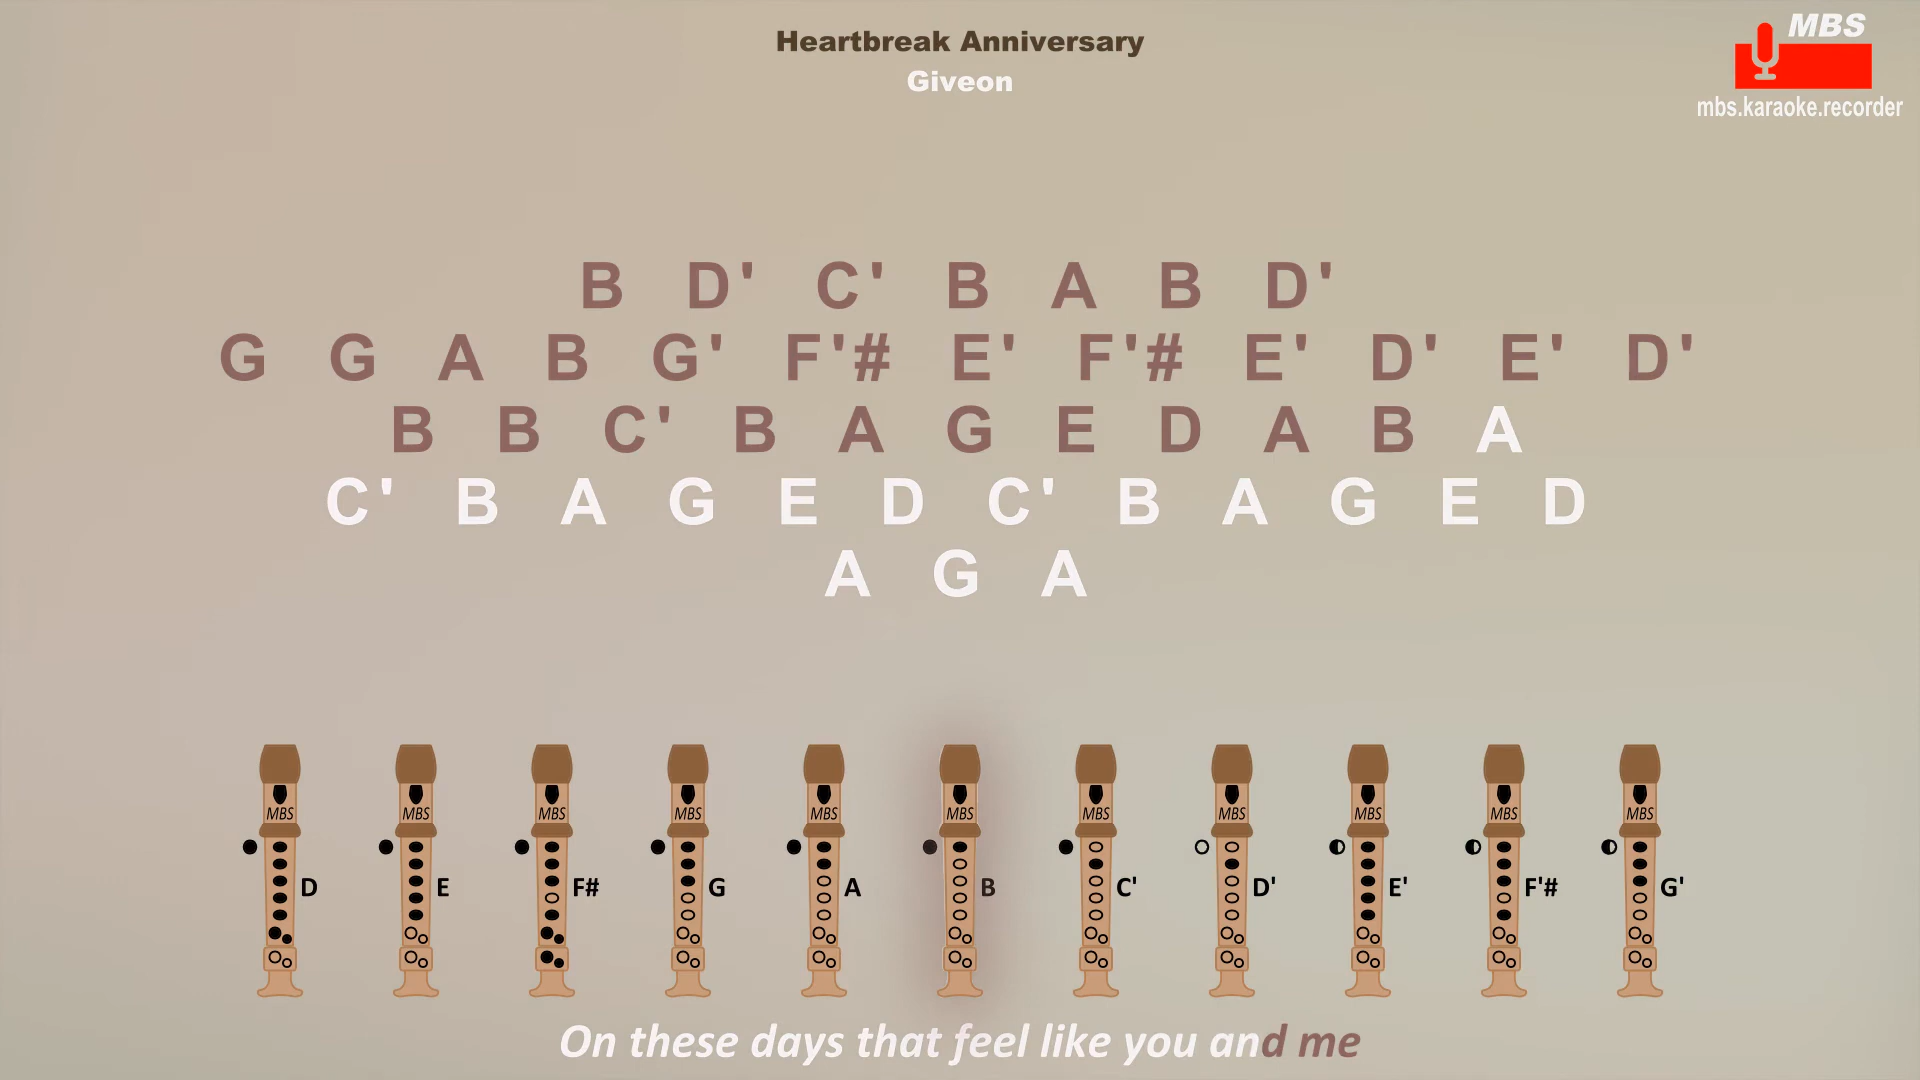 Heartbreak Anniversary
Giveon
MBS
mbs.karaoke.recorder
B D' C' B A B D'
G G A B G' F'# E' F'# E' D' E' D'
B B C' B A G E D A B A
C' B A G E D C' B A G E D
A G A
MBS MBS MBS MBS MBS MBS MBS MBS MBS MBS MBS
D E F# G A B C' D' E' F'# G'
On these days that feel like you and me